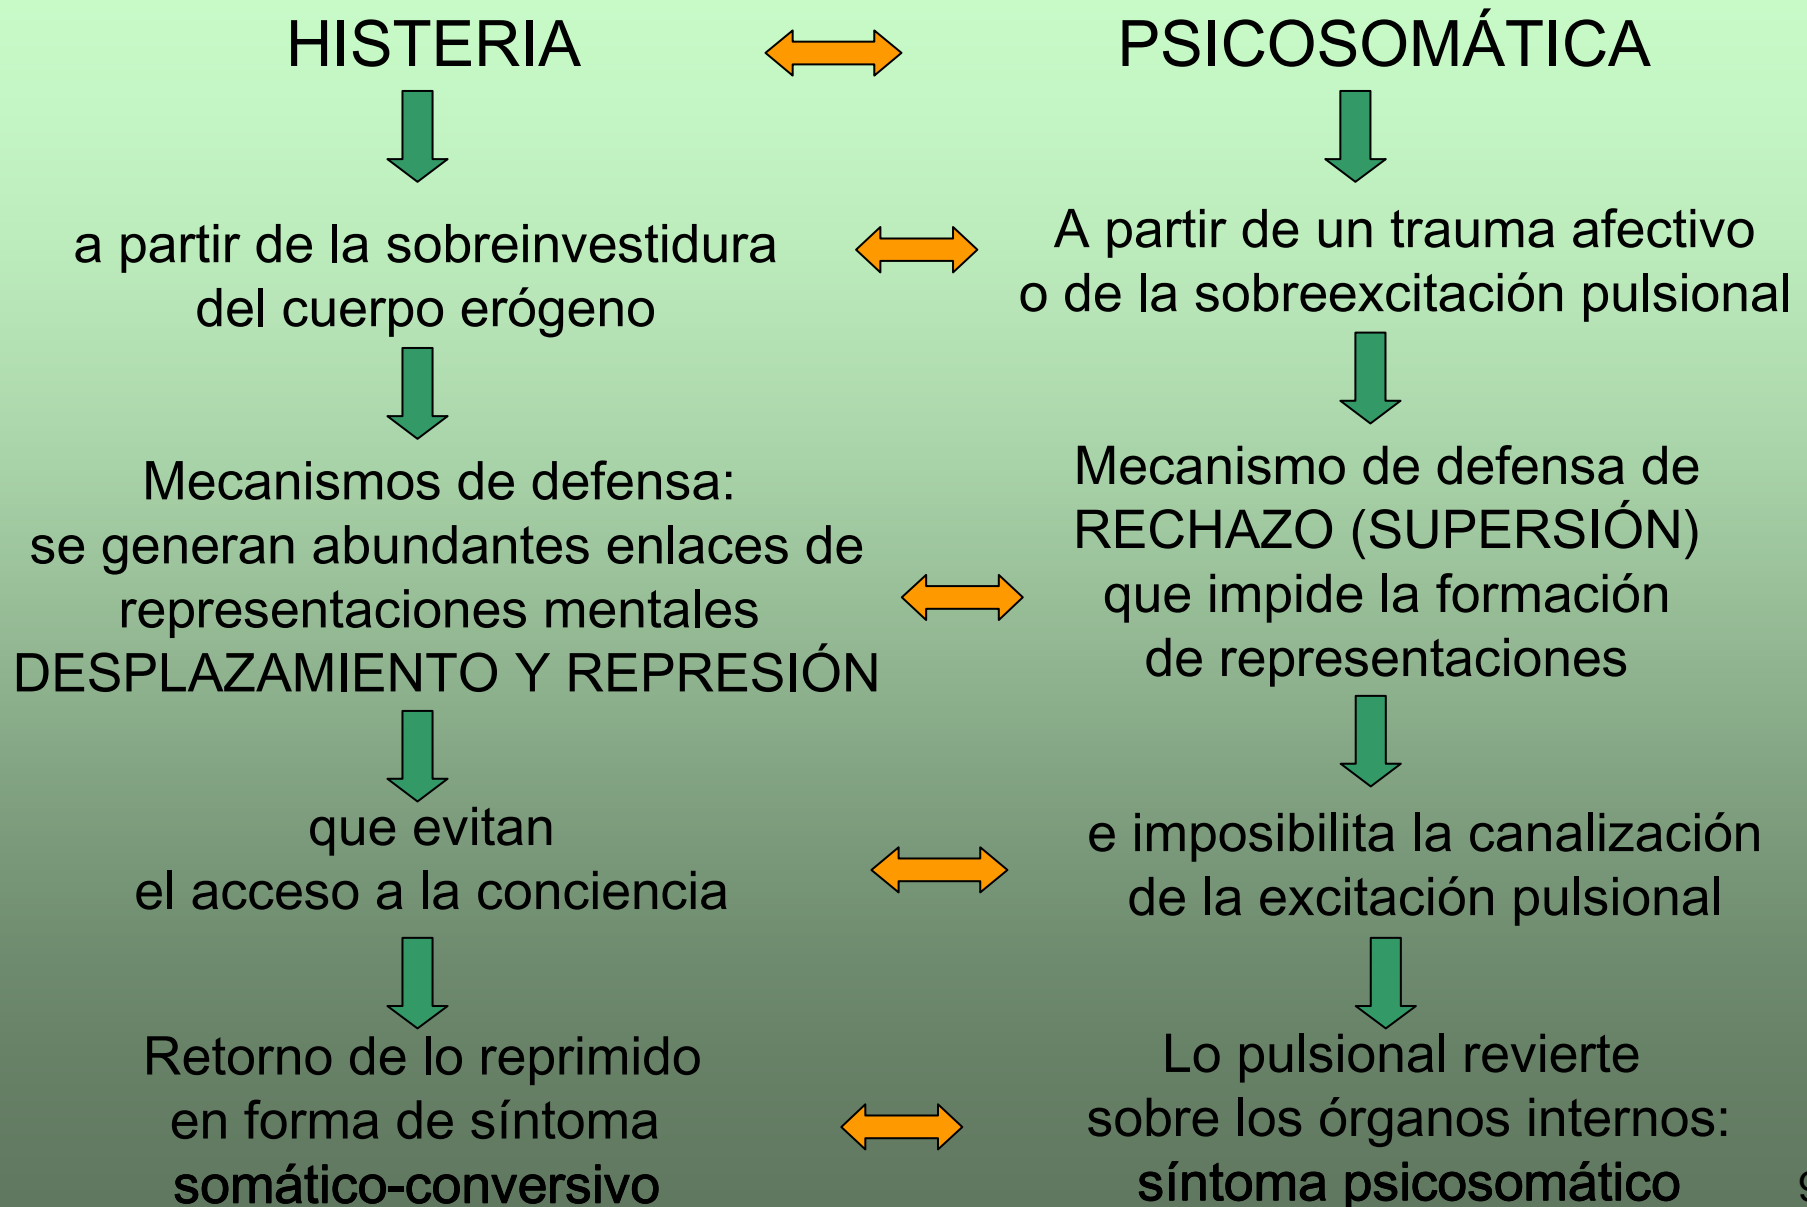 HISTERIA
a partir de la sobreinvestidura
del cuerpo erógeno
Mecanismos de defensa:
se generan abundantes enlaces de
representaciones mentales
DESPLAZAMIENTO Y REPRESIÓN
que evitan
el acceso a la conciencia
Retorno de lo reprimido
en forma de síntoma
somático-conversivo
PSICOSOMÁTICA
A partir de un trauma afectivo
o de la sobreexcitación pulsional
Mecanismo de defensa de
RECHAZO (SUPERSIÓN)
que impide la formación
de representaciones
e imposibilita la canalización
de la excitación pulsional
Lo pulsional revierte
sobre los órganos internos:
síntoma psicosomático